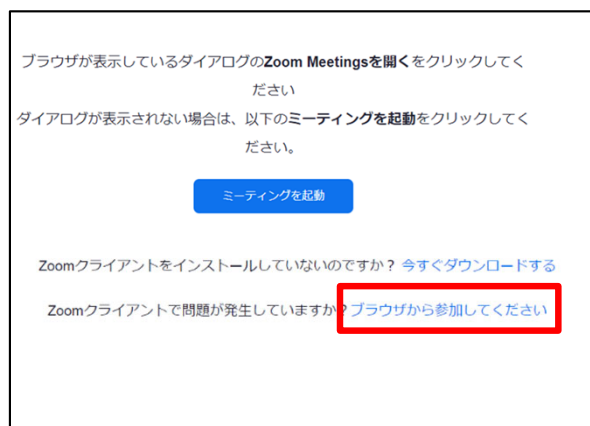 ブラウザが表示しているダイアログのZoom Meetingsを開くをクリックしてく
ださい
ダイアログが表示されない場合は、以下のミーティングを起動をクリックしてく
ださい。
ミーティングを起動
Zoomクライアントをインストールしていないのですか？ 今すぐダウンロードする
Zoomクライアントで問題が発生していますか？ブラウザから参加してください